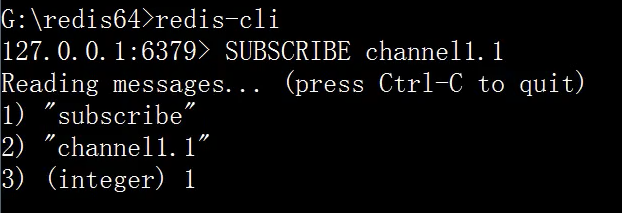 G:\redis64>redis-cli
127.0.0.1:6379> SUBSCRIBE channel1.1
Reading messages... (press Ctrl-C to quit)
1) "subscribe"
2) "channel1.1"
3) (integer) 1